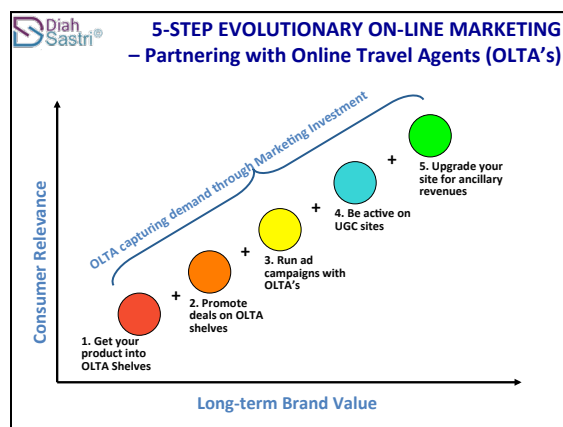 Diah
Sastri®
5-STEP EVOLUTIONARY ON-LINE MARKETING
– Partnering with Online Travel Agents (OLTA's)
Consumer Relevance
OLTA capturing demand through Marketing Investment
1. Get your
product into
OLTA Shelves
+
2. Promote
deals on OLTA
shelves
+
3. Run ad
campaigns with
OLTA's
+
4. Be active on
UGC sites
+
5. Upgrade your
site for ancillary
revenues
Long-term Brand Value